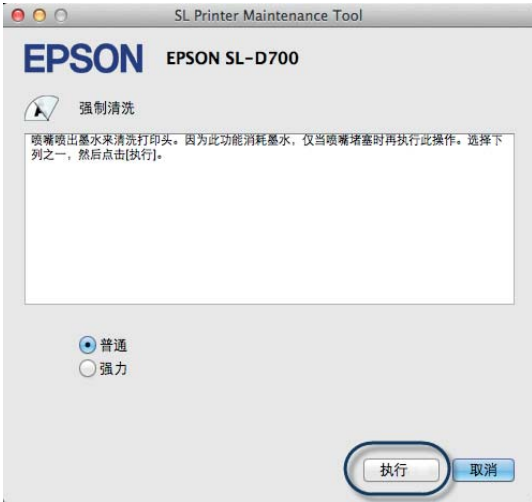 SL Printer Maintenance Tool
EPSON EPSON SL-D700
强制清洗
喷嘴喷出墨水来清洗打印头。因为此功能消耗墨水，仅当喷嘴堵塞时再执行此操作。选择下
列之一，然后点击[执行]。
普通
强力
执行 取消